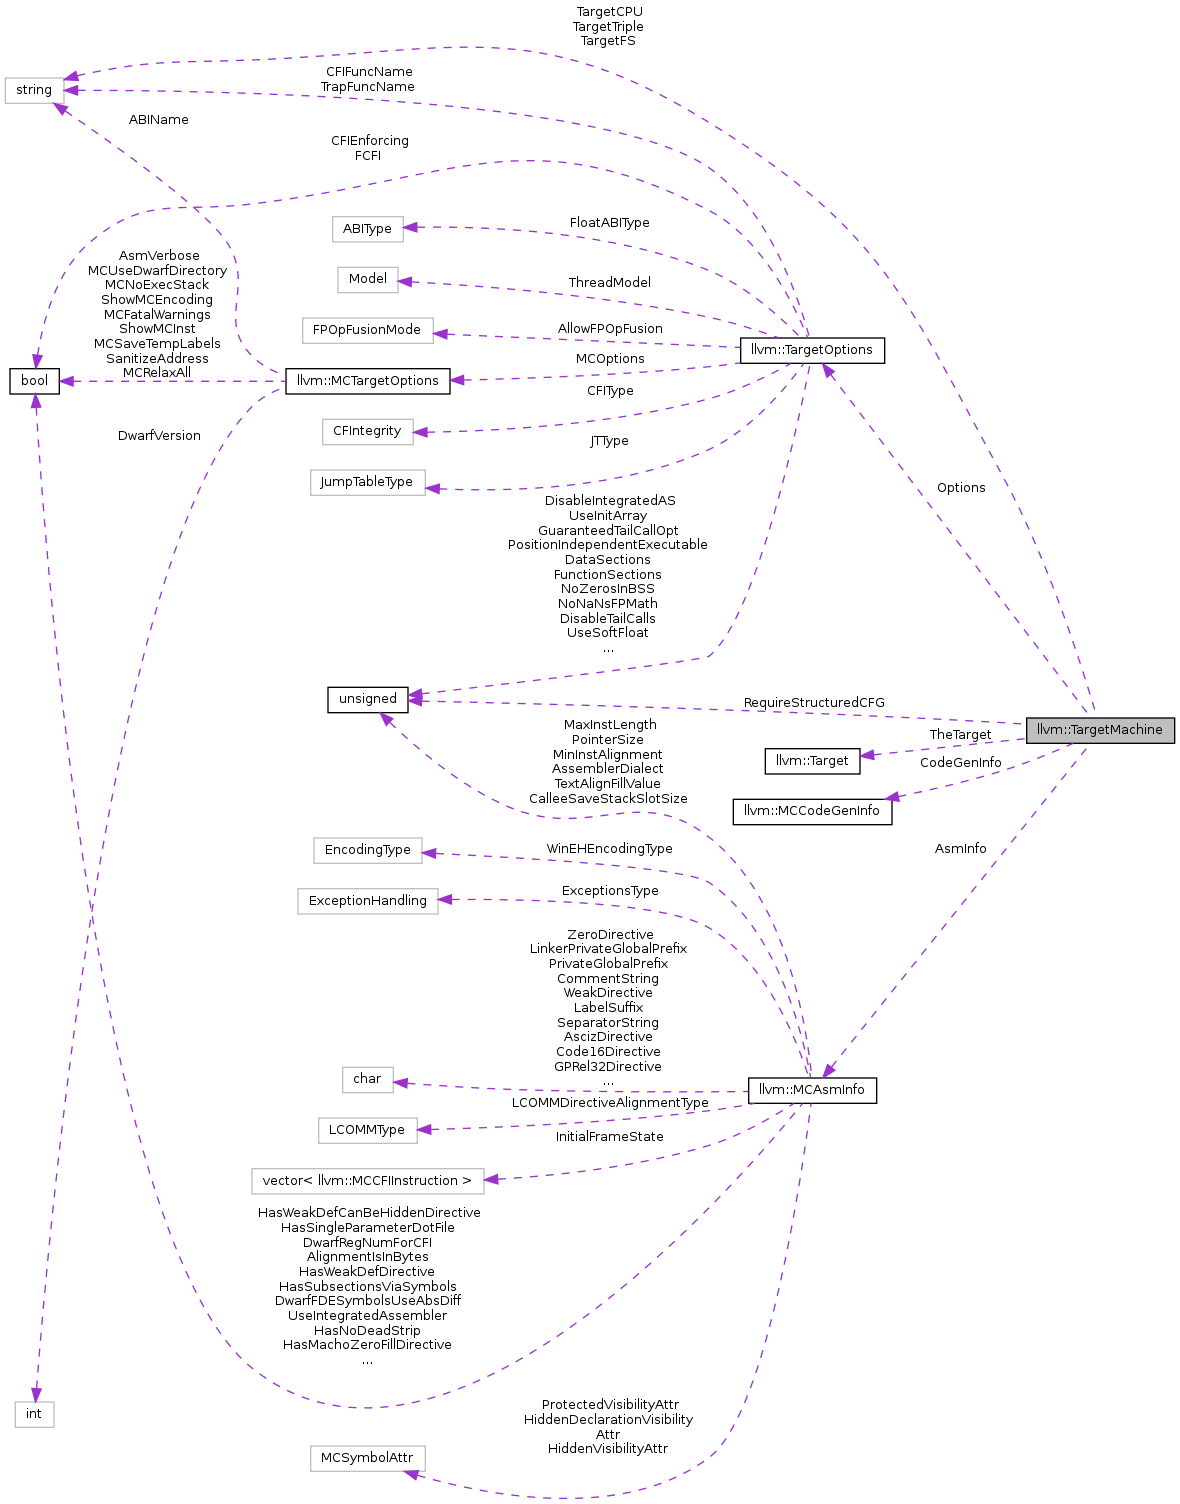 TargetCPU
TargetTriple
TargetFS
CFIFuncName
TrapFuncName
string
ABIName
CFIEnforcing
FCFI
ABIType
FloatABIType
AsmVerbose
MCUseDwarfDirectory
MCNoExecStack
ShowMCEncoding
MCFatalWarnings
ShowMCInst
MCSaveTempLabels
SanitizeAddress
MCRelaxAll
Model
ThreadModel
FPOpFusionMode
AllowFPOpFusion
llvm::TargetOptions
MCOptions
bool
llvm::MCTargetOptions
CFIType
CFIntegrity
DwarfVersion
JTType
JumpTableType
Options
DisableIntegratedAS
UseInitArray
GuaranteedTailCallOpt
PositionIndependentExecutable
DataSections
FunctionSections
NoZerosInBSS
NoNaNsFPMath
DisableTailCalls
UseSoftFloat
...
unsigned
RequireStructuredCFG
llvm::TargetMachine
TheTarget
llvm::Target
CodeGenInfo
llvm::MCCodeGenInfo
MaxInstLength
PointerSize
MinInstAlignment
AssemblerDialect
TextAlignFillValue
CalleeSaveStackSlotSize
EncodingType
WinEHEncodingType
AsmInfo
ExceptionsType
ExceptionHandling
ZeroDirective
LinkerPrivateGlobalPrefix
PrivateGlobalPrefix
CommentString
WeakDirective
LabelSuffix
SeparatorString
AscizDirective
Code16Directive
GPRel32Directive
...
char
llvm::MCAsmInfo
LCOMMDirectiveAlignmentType
LCOMMType
InitialFrameState
vector< llvm::MCCFIInstruction >
HasWeakDefCanBeHiddenDirective
HasSingleParameterDotFile
DwarfRegNumForCFI
AlignmentIsInBytes
HasWeakDefDirective
HasSubsectionsViaSymbols
DwarfFDESymbolsUseAbsDiff
UseIntegratedAssembler
HasNoDeadStrip
HasMachoZeroFillDirective
...
int
ProtectedVisibilityAttr
HiddenDeclarationVisibility
Attr
HiddenVisibilityAttr
MCSymbolAttr